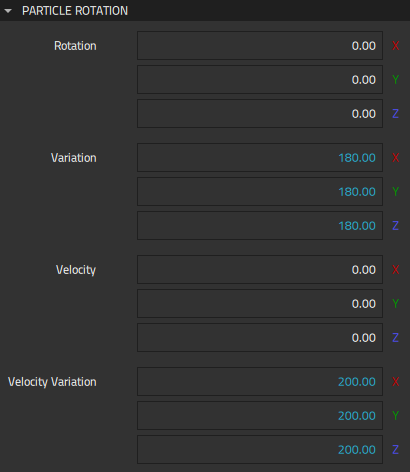 PARTICLE ROTATION
Rotation 0.00 X
0.00 Y
0.00 Z
Variation 180.00 X
180.00 Y
180.00 Z
Velocity 0.00 X
0.00 Y
0.00 Z
Velocity Variation 200.00 X
200.00 Y
200.00 Z